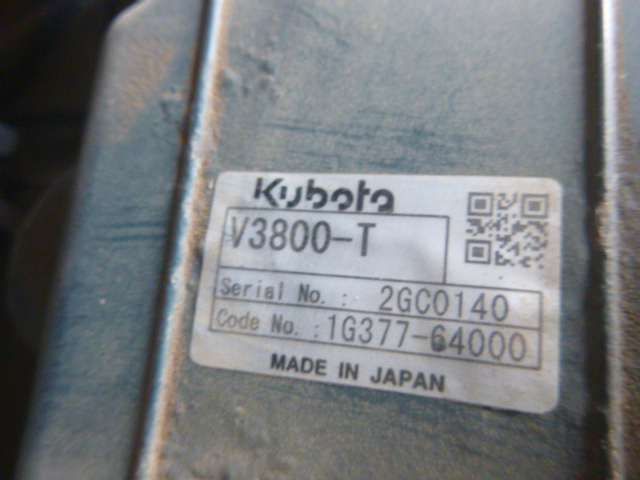 Kubota
V3800-T
Serial No. : 2GC0140
Code No. : 1G377-64000
MADE IN JAPAN